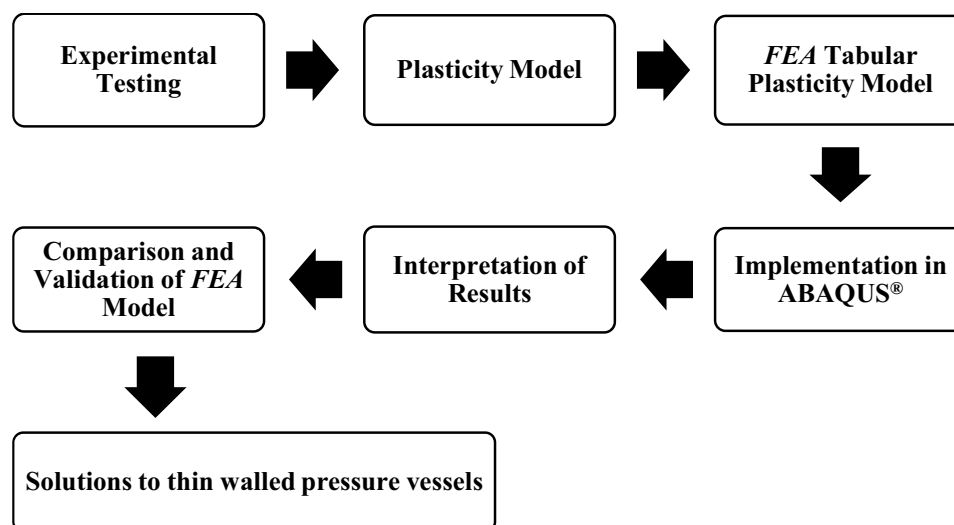 Experimental
Testing
Plasticity Model
FEA Tabular
Plasticity Model
Implementation in
ABAQUS®
Interpretation of
Results
Comparison and
Validation of FEA
Model
Solutions to thin walled pressure vessels